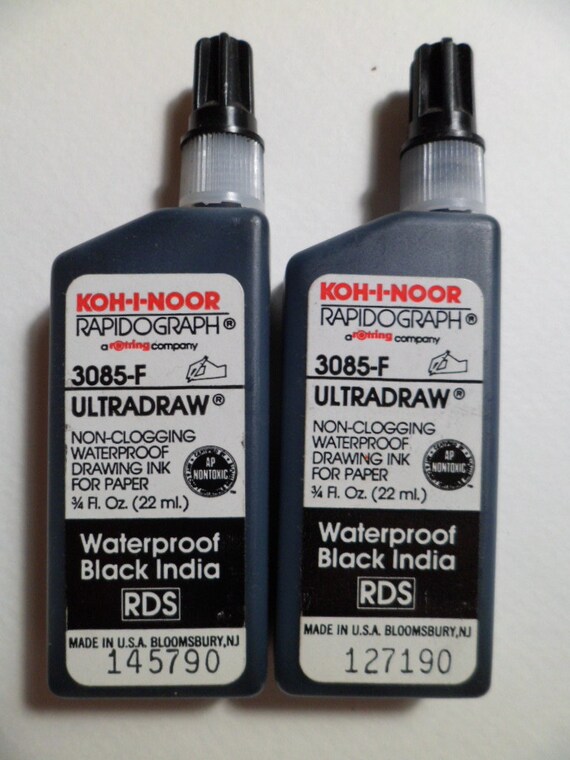 KOH-I-NOOR
RAPIDOGRAPH®
a rotring company
3085-F
ULTRADRAW®
NON-CLOGGING
WATERPROOF
DRAWING INK
FOR PAPER
AP
NONTOXIC
¾ Fl. Oz. (22 ml.)
Waterproof
Black India
RDS
MADE IN U.S.A. BLOOMSBURY,NJ
145790
KOH-I-NOOR
RAPIDOGRAPH®
a rotring company
3085-F
ULTRADRAW®
NON-CLOGGING
WATERPROOF
DRAWING INK
FOR PAPER
AP
NONTOXIC
¾ Fl. Oz. (22 ml.)
Waterproof
Black India
RDS
MADE IN U.S.A. BLOOMSBURY,NJ
127190